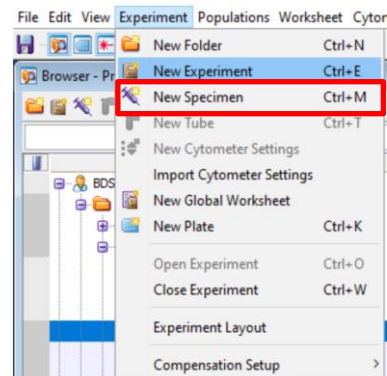 File Edit View Experiment Populations Worksheet Cyto
New Folder Ctrl+N
Browser - Pr
New Experiment Ctrl+E
New Specimen Ctrl+M
New Tube Ctrl+T
New Cytometer Settings
Import Cytometer Settings
BDS
New Global Worksheet
New Plate Ctrl+K
Open Experiment Ctrl+O
Close Experiment Ctrl+W
Experiment Layout
Compensation Setup >